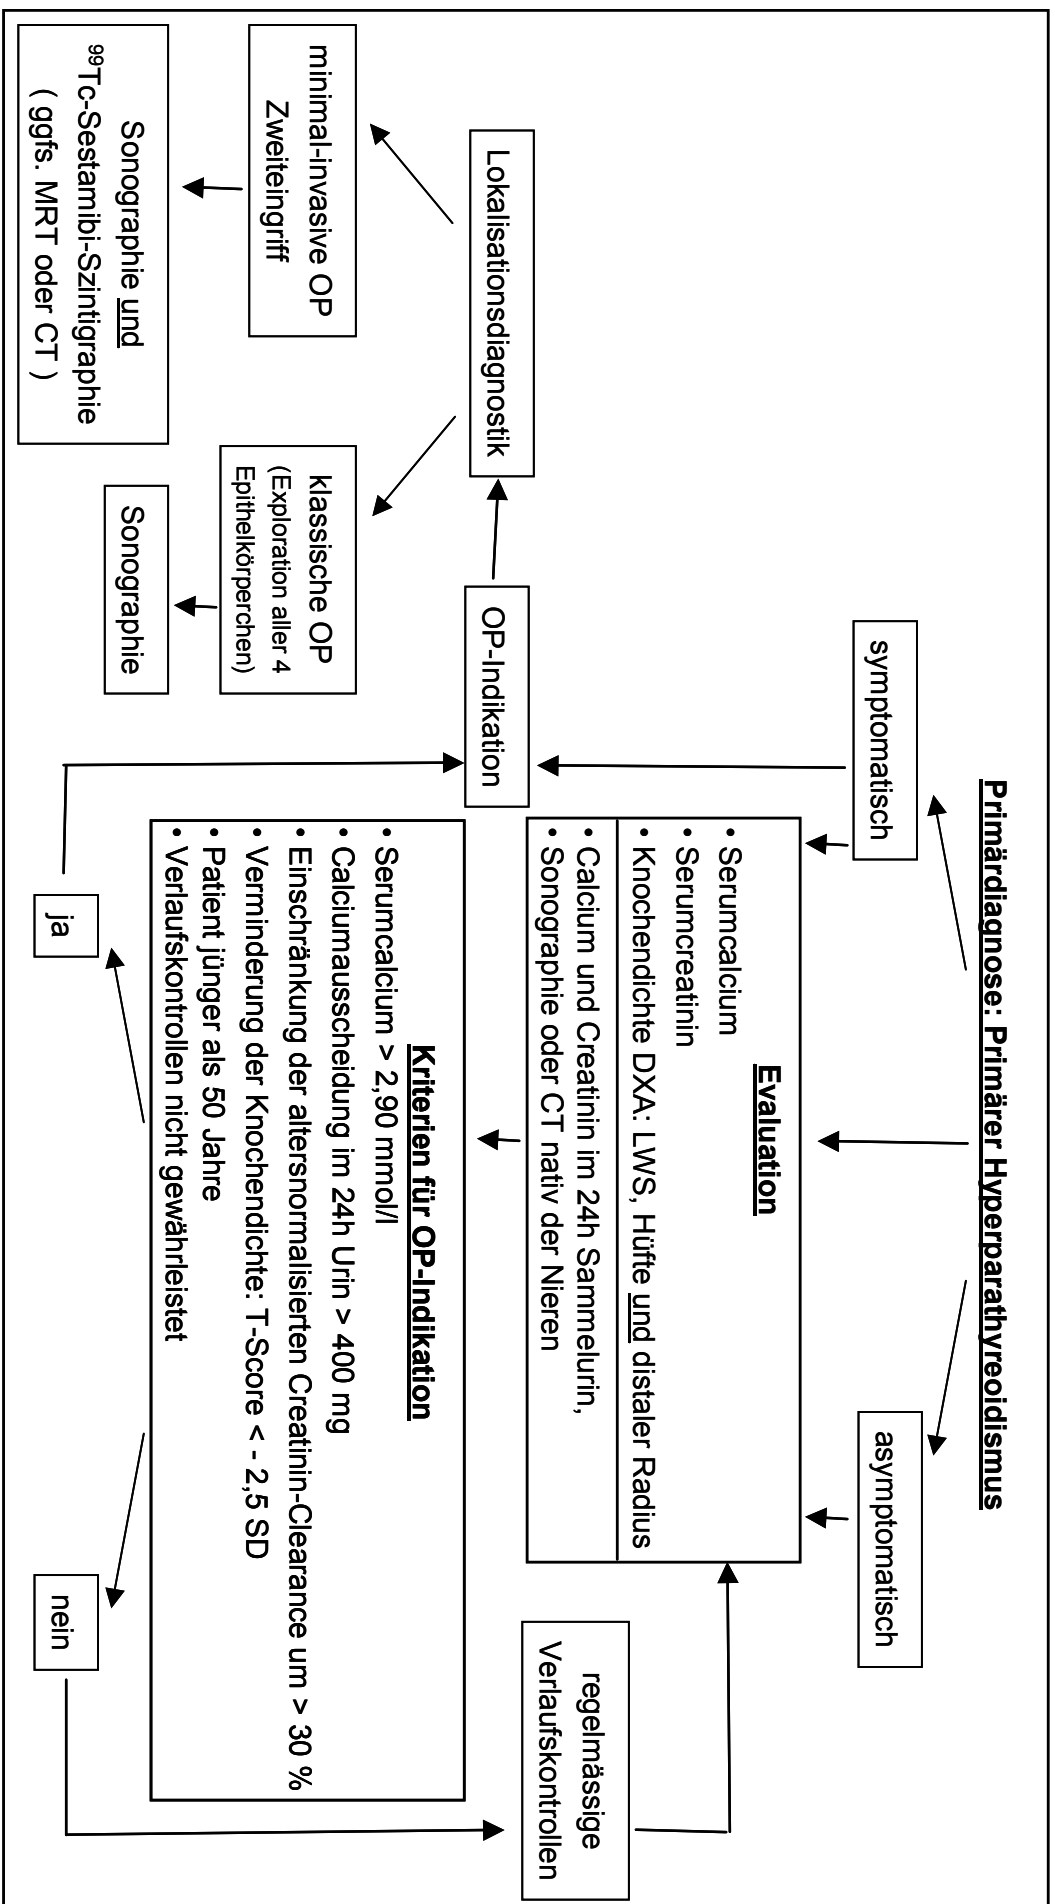 Primärdiagnose: Primärer Hyperparathyreoidismus
symptomatisch
asymptomatisch
Evaluation
• Serumcalcium
• Serumcreatinin
• Knochendichte DXA: LWS, Hüfte und distaler Radius
• Calcium und Creatinin im 24h Sammelurin,
• Sonographie oder CT nativ der Nieren
regelmässige
Verlaufskontrollen
OP-Indikation
Lokalisationsdiagnostik
Kriterien für OP-Indikation
• Serumcalcium > 2,90 mmol/l
• Calciumausscheidung im 24h Urin > 400 mg
• Einschränkung der altersnormalisierten Creatinin-Clearance um > 30 %
• Verminderung der Knochendichte: T-Score < - 2,5 SD
• Patient jünger als 50 Jahre
• Verlaufskontrollen nicht gewährleistet
minimal-invasive OP
Zweiteingriff
klassische OP
(Exploration aller 4
Epithelkörperchen)
Sonographie und
⁹⁹Tc-Sestamibi-Szintigraphie
( ggfs. MRT oder CT )
Sonographie
ja
nein